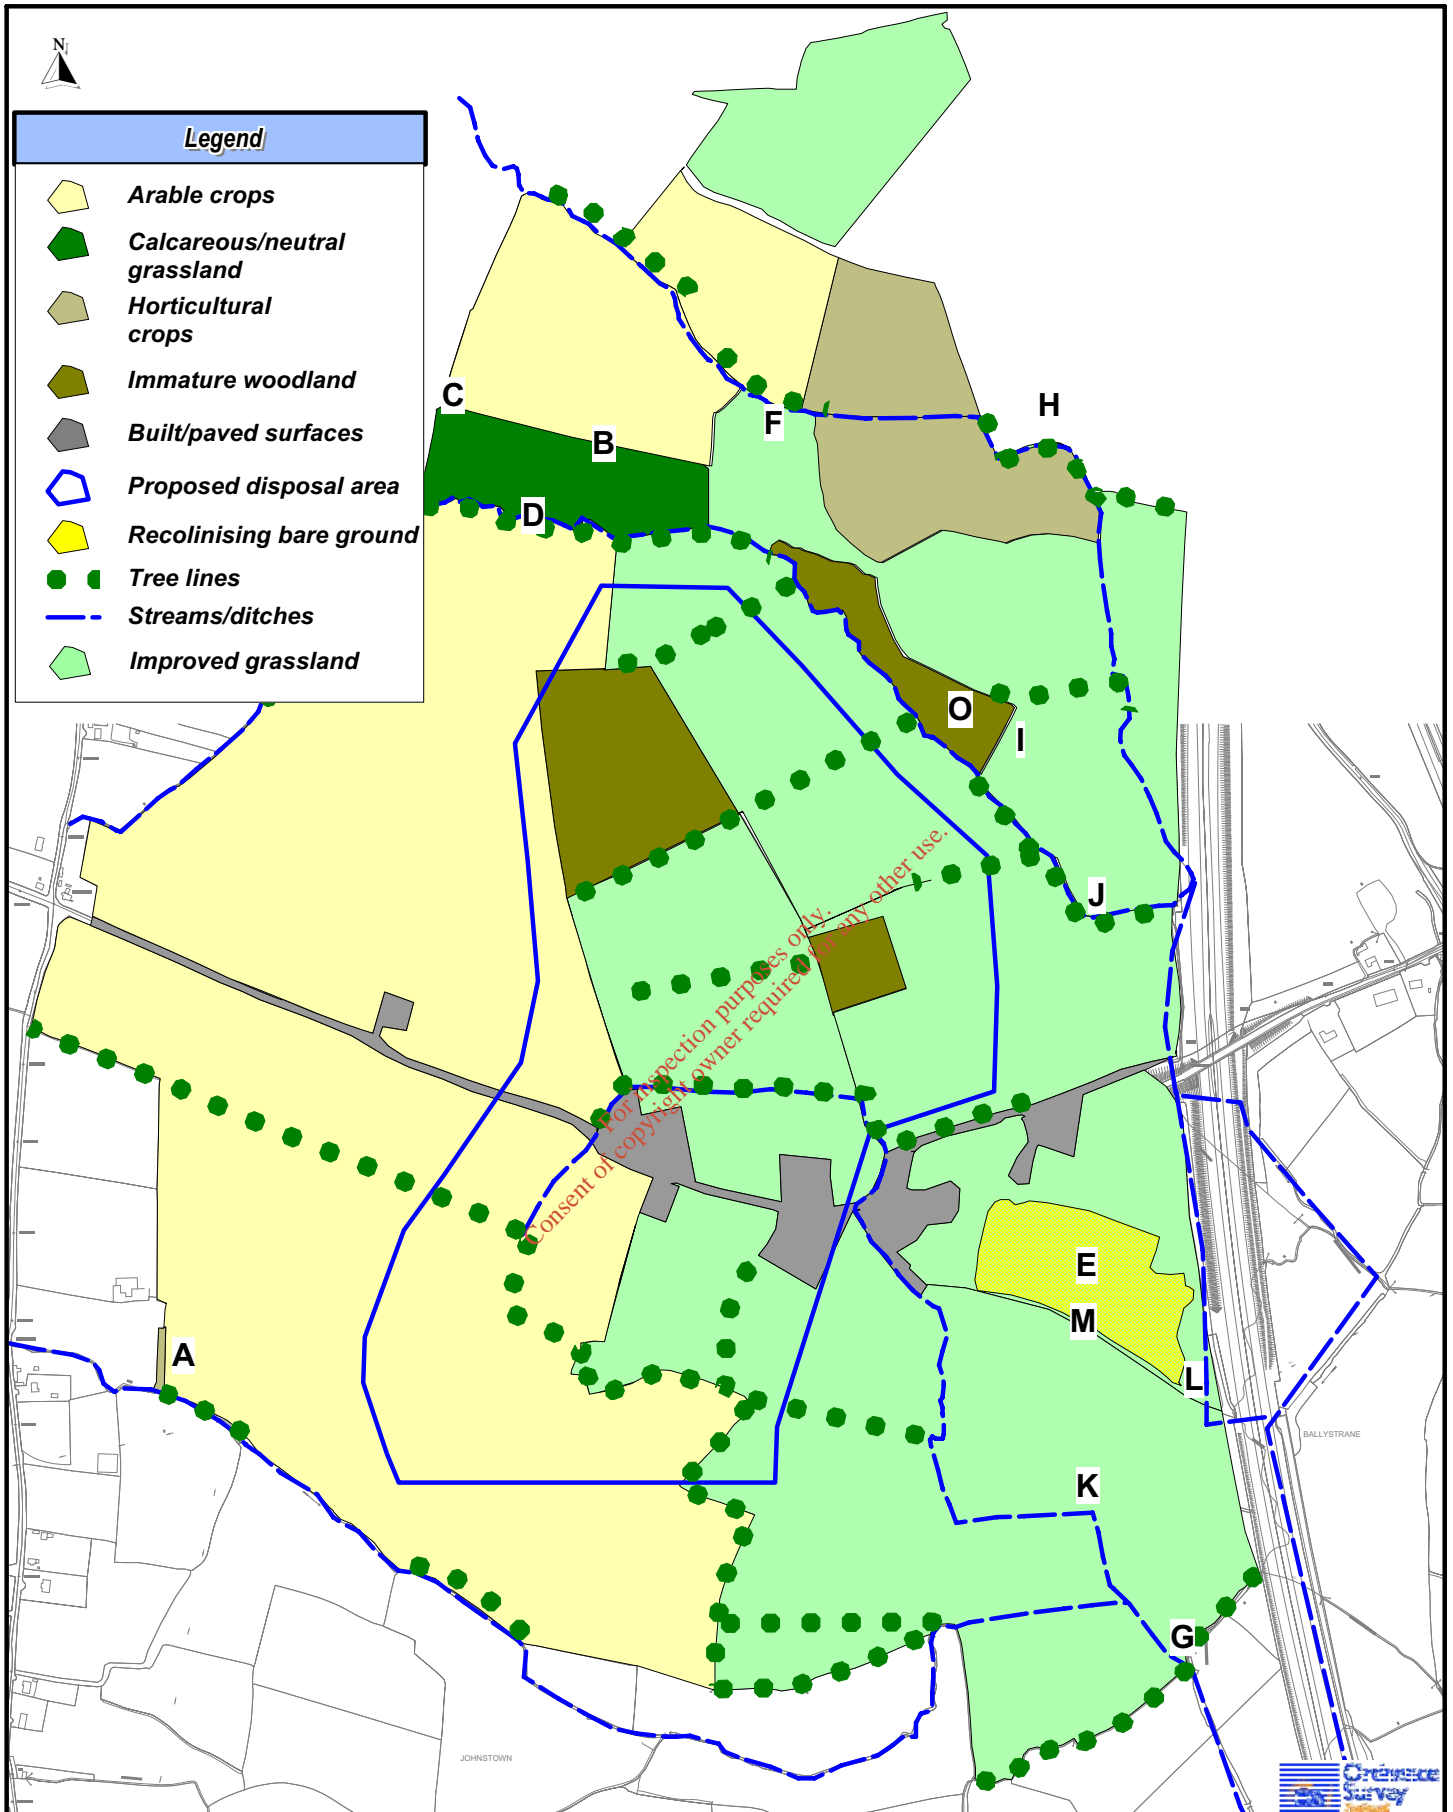 N
Legend
Arable crops
Calcareous/neutral
grassland
Horticultural
crops
Immature woodland
Built/paved surfaces
Proposed disposal area
Recolinising bare ground
Tree lines
Streams/ditches
Improved grassland
C
B
D
F
H
O
I
J
A
E
M
L
K
G
For inspection purposes only.
Consent of copyright owner required for any other use.
BALLYSTRANE
JOHNSTOWN
Ordnance
Survey